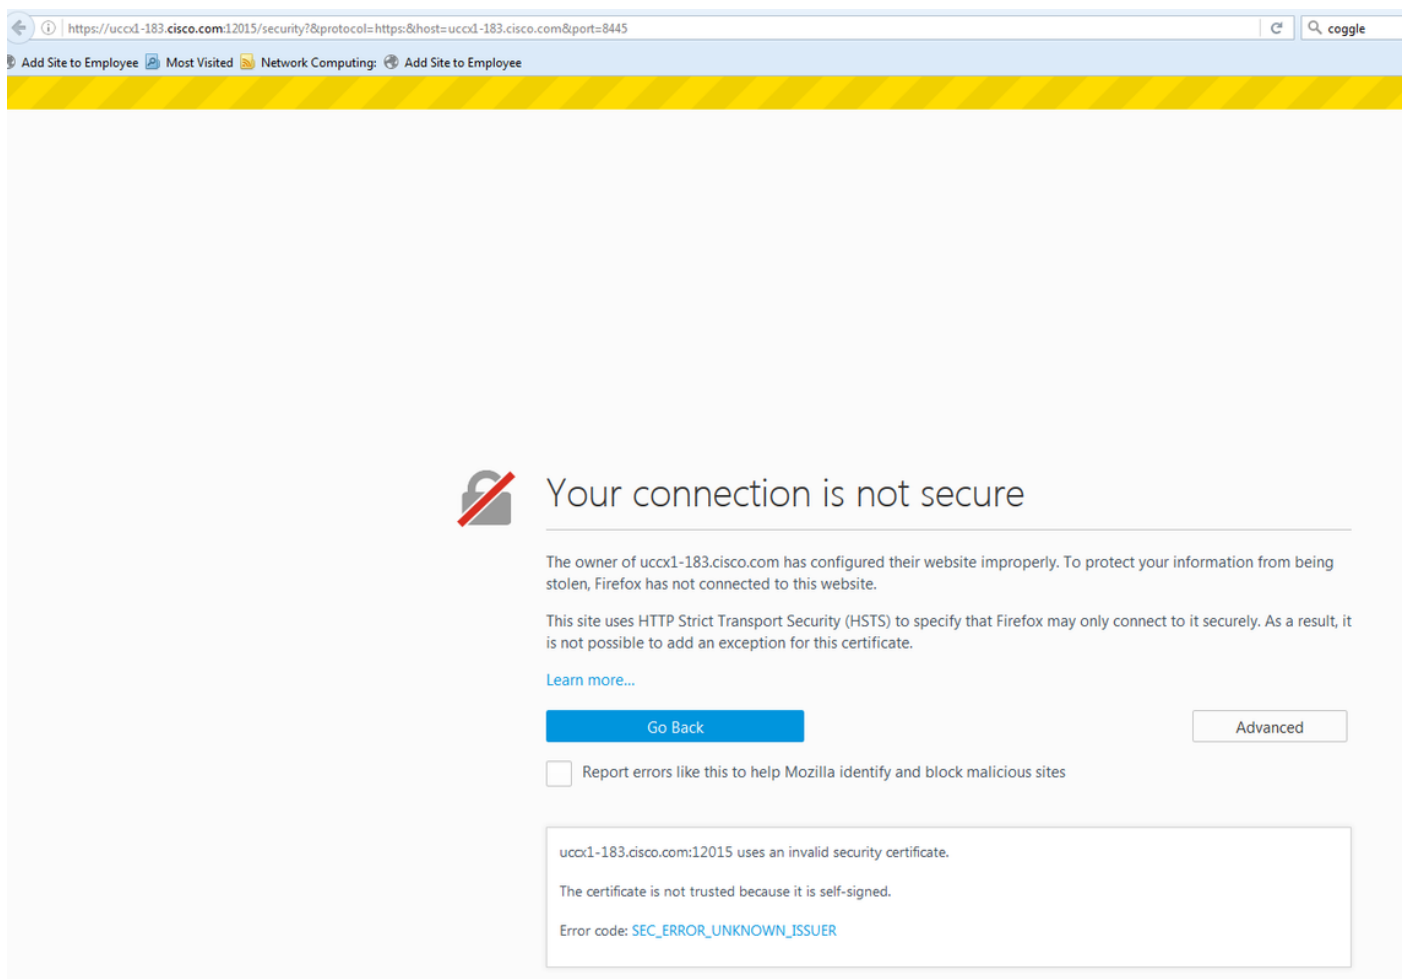 https://uccx1-183.cisco.com:12015/security?&protocol=https:&host=uccx1-183.cisco.com&port=8445
coggle
Add Site to Employee Most Visited Network Computing: Add Site to Employee
Your connection is not secure
The owner of uccx1-183.cisco.com has configured their website improperly. To protect your information from being
stolen, Firefox has not connected to this website.
This site uses HTTP Strict Transport Security (HSTS) to specify that Firefox may only connect to it securely. As a result, it
is not possible to add an exception for this certificate.
Learn more...
Go Back
Advanced
Report errors like this to help Mozilla identify and block malicious sites
uccx1-183.cisco.com:12015 uses an invalid security certificate.
The certificate is not trusted because it is self-signed.
Error code: SEC_ERROR_UNKNOWN_ISSUER